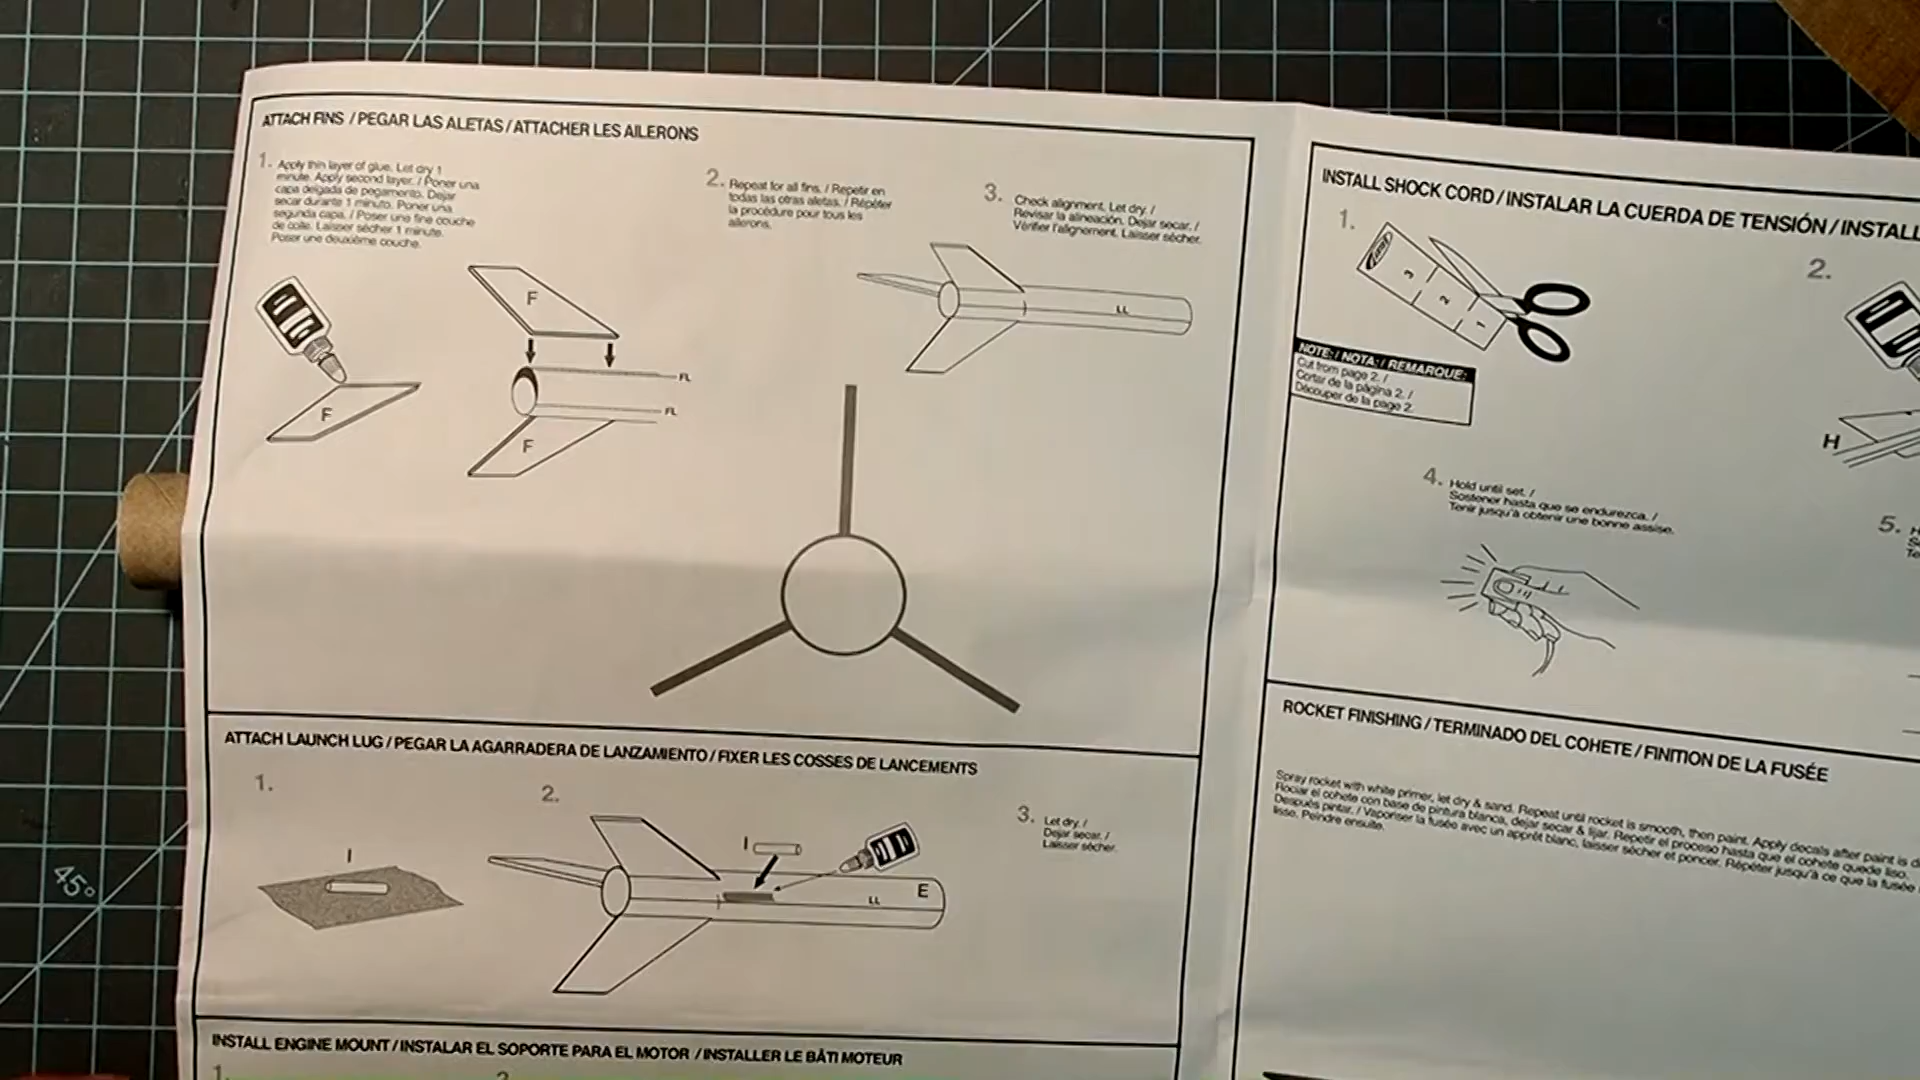 ATTACH FINS / PEGAR LAS ALETAS / ATTACHER LES AILERONS
1. Apply thin layer of glue. Let dry 1
minute. Apply second layer. / Poner una
capa delgada de pegamento. Dejar
secar durante 1 minuto. Poner una
segunda capa. / Poser une fine couche
de colle. Laisser sécher 1 minute.
Poser une deuxième couche.
2. Repeat for all fins. / Repetir en
todas las otras aletas. / Répéter
la procédure pour tous les
ailerons.
3. Check alignment. Let dry. /
Revisar la alineación. Dejar secar. /
Vérifier l'alignement. Laisser sécher.
F
F
F
FL
FL
LL
ATTACH LAUNCH LUG / PEGAR LA AGARRADERA DE LANZAMIENTO / FIXER LES COSSES DE LANCEMENTS
1.
I
2.
I
LL
E
3. Let dry. /
Dejar secar. /
Laisser sécher.
INSTALL ENGINE MOUNT / INSTALAR EL SOPORTE PARA EL MOTOR / INSTALLER LE BÂTI MOTEUR
1.
2.
INSTALL SHOCK CORD / INSTALAR LA CUERDA DE TENSIÓN / INSTALL
1.
3
2
1
NOTE: / NOTA: / REMARQUE:
Cut from page 2. /
Cortar de la página 2. /
Découper de la page 2.
2.
H
4. Hold until set. /
Sostener hasta que se endurezca. /
Tenir jusqu'à obtenir une bonne assise.
5. H
S
Te
ROCKET FINISHING / TERMINADO DEL COHETE / FINITION DE LA FUSÉE
Spray rocket with white primer, let dry & sand. Repeat until rocket is smooth, then paint. Apply decals after paint is d
Rociar el cohete con base de pintura blanca, dejar secar & lijar. Repetir el proceso hasta que el cohete quede liso.
Después pintar. / Vaporiser la fusée avec un apprêt blanc, laisser sécher et poncer. Répéter jusqu'à ce que la fusée
lisse. Peindre ensuite.
45°